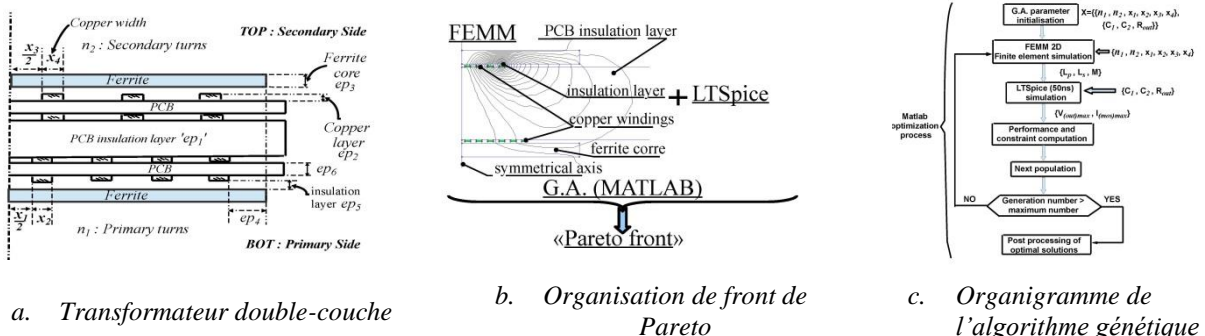 Copper width
x3/2
x4
n2 : Secondary turns
TOP : Secondary Side
Ferrite
Ferrite core ep3
PCB
PCB insulation layer 'ep1'
Copper layer ep2
PCB
ep6
Ferrite
insulation layer ep5
x1/2
x2
ep4
n1 : Primary turns
BOT : Primary Side
a. Transformateur double-couche
FEMM
PCB insulation layer
insulation layer
+ LTSpice
copper windings
ferrite corre
symmetrical axis
G.A. (MATLAB)
«Pareto front»
b. Organisation de front de
Pareto
G.A. parameter
initialisation
X={{n1 , n2 , x1, x2, x3, x4},
{C1 , C2 , Rout}}
FEMM 2D
Finite element simulation
{n1 , n2 , x1, x2, x3, x4}
{Lp , Ls , M}
LTSpice (50ns)
simulation
{C1 , C2 , Rout}
{V(out)max , I(mos)max}
Matlab
optimization
process
Performance and
constraint computation
Next population
NO
Generation number >
maximum number
YES
Post processing of
optimal solutions
c. Organigramme de
l'algorithme génétique